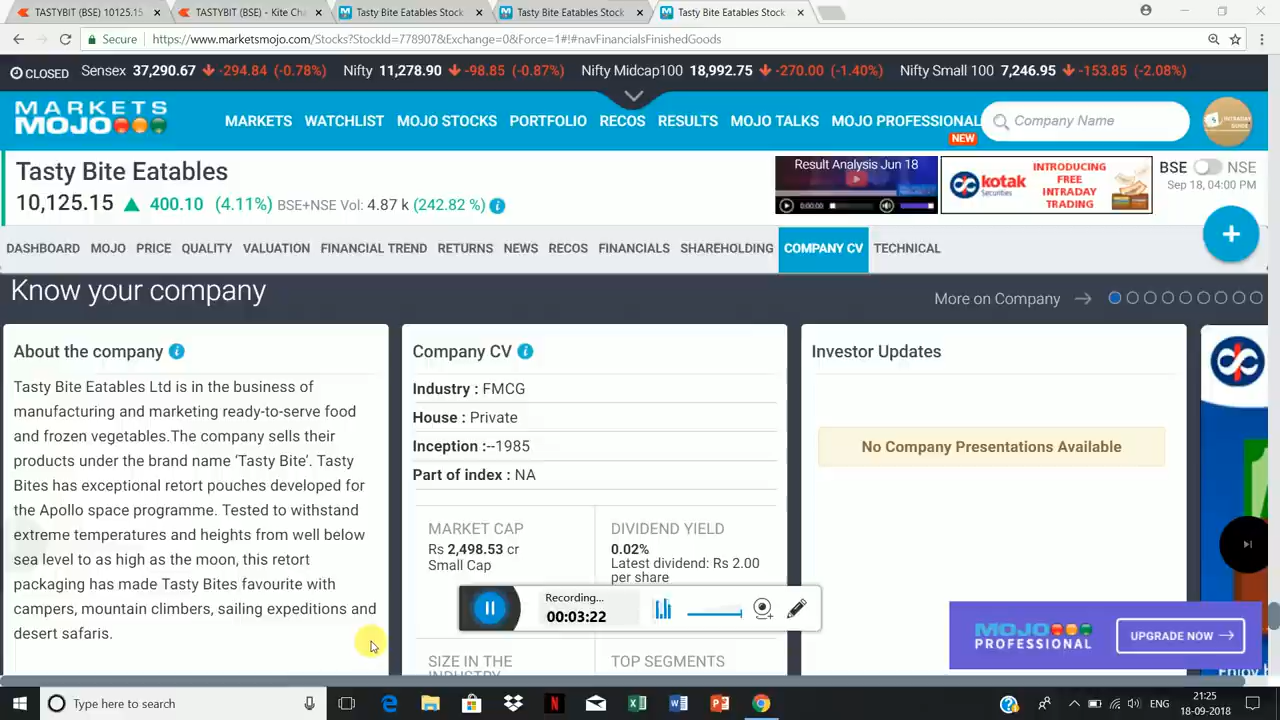 TASTYBIT (BSE) 10125.15
TASTYBIT (BSE) - Kite Cha
Tasty Bite Eatables Stock
Tasty Bite Eatables Stock
Tasty Bite Eatables Stock
Secure https://www.marketsmojo.com/Stocks?StockId=778907&Exchange=0&Force=1#!#navFinancialsFinishedGoods
CLOSED Sensex 37,290.67 -294.84 (-0.78%) Nifty 11,278.90 -98.85 (-0.87%) Nifty Midcap100 18,992.75 -270.00 (-1.40%) Nifty Small 100 7,246.95 -153.85 (-2.08%)
MARKETS
MOJO
MARKETS WATCHLIST MOJO STOCKS PORTFOLIO RECOS RESULTS MOJO TALKS MOJO PROFESSIONAL
NEW
Company Name
INTRADAY
GUIDE
Tasty Bite Eatables
10,125.15 400.10 (4.11%) BSE+NSE Vol: 4.87 k (242.82 %)
Result Analysis Jun 18
0:00:00
kotak
Securities
INTRODUCING
FREE
INTRADAY
TRADING
BSE NSE
Sep 18, 04:00 PM
DASHBOARD MOJO PRICE QUALITY VALUATION FINANCIAL TREND RETURNS NEWS RECOS FINANCIALS SHAREHOLDING COMPANY CV TECHNICAL
Know your company
More on Company
About the company
Tasty Bite Eatables Ltd is in the business of
manufacturing and marketing ready-to-serve food
and frozen vegetables.The company sells their
products under the brand name ‘Tasty Bite’. Tasty
Bites has exceptional retort pouches developed for
the Apollo space programme. Tested to withstand
extreme temperatures and heights from well below
sea level to as high as the moon, this retort
packaging has made Tasty Bites favourite with
campers, mountain climbers, sailing expeditions and
desert safaris.
Company CV
Industry : FMCG
House : Private
Inception :--1985
Part of index : NA
MARKET CAP
Rs 2,498.53 cr
Small Cap
DIVIDEND YIELD
0.02%
Latest dividend: Rs 2.00
per share
SIZE IN THE
INDUSTRY
TOP SEGMENTS
Investor Updates
No Company Presentations Available
Recording...
00:03:22
MOJO
PROFESSIONAL
UPGRADE NOW
Enjoy
Type here to search
ENG
21:25
18-09-2018